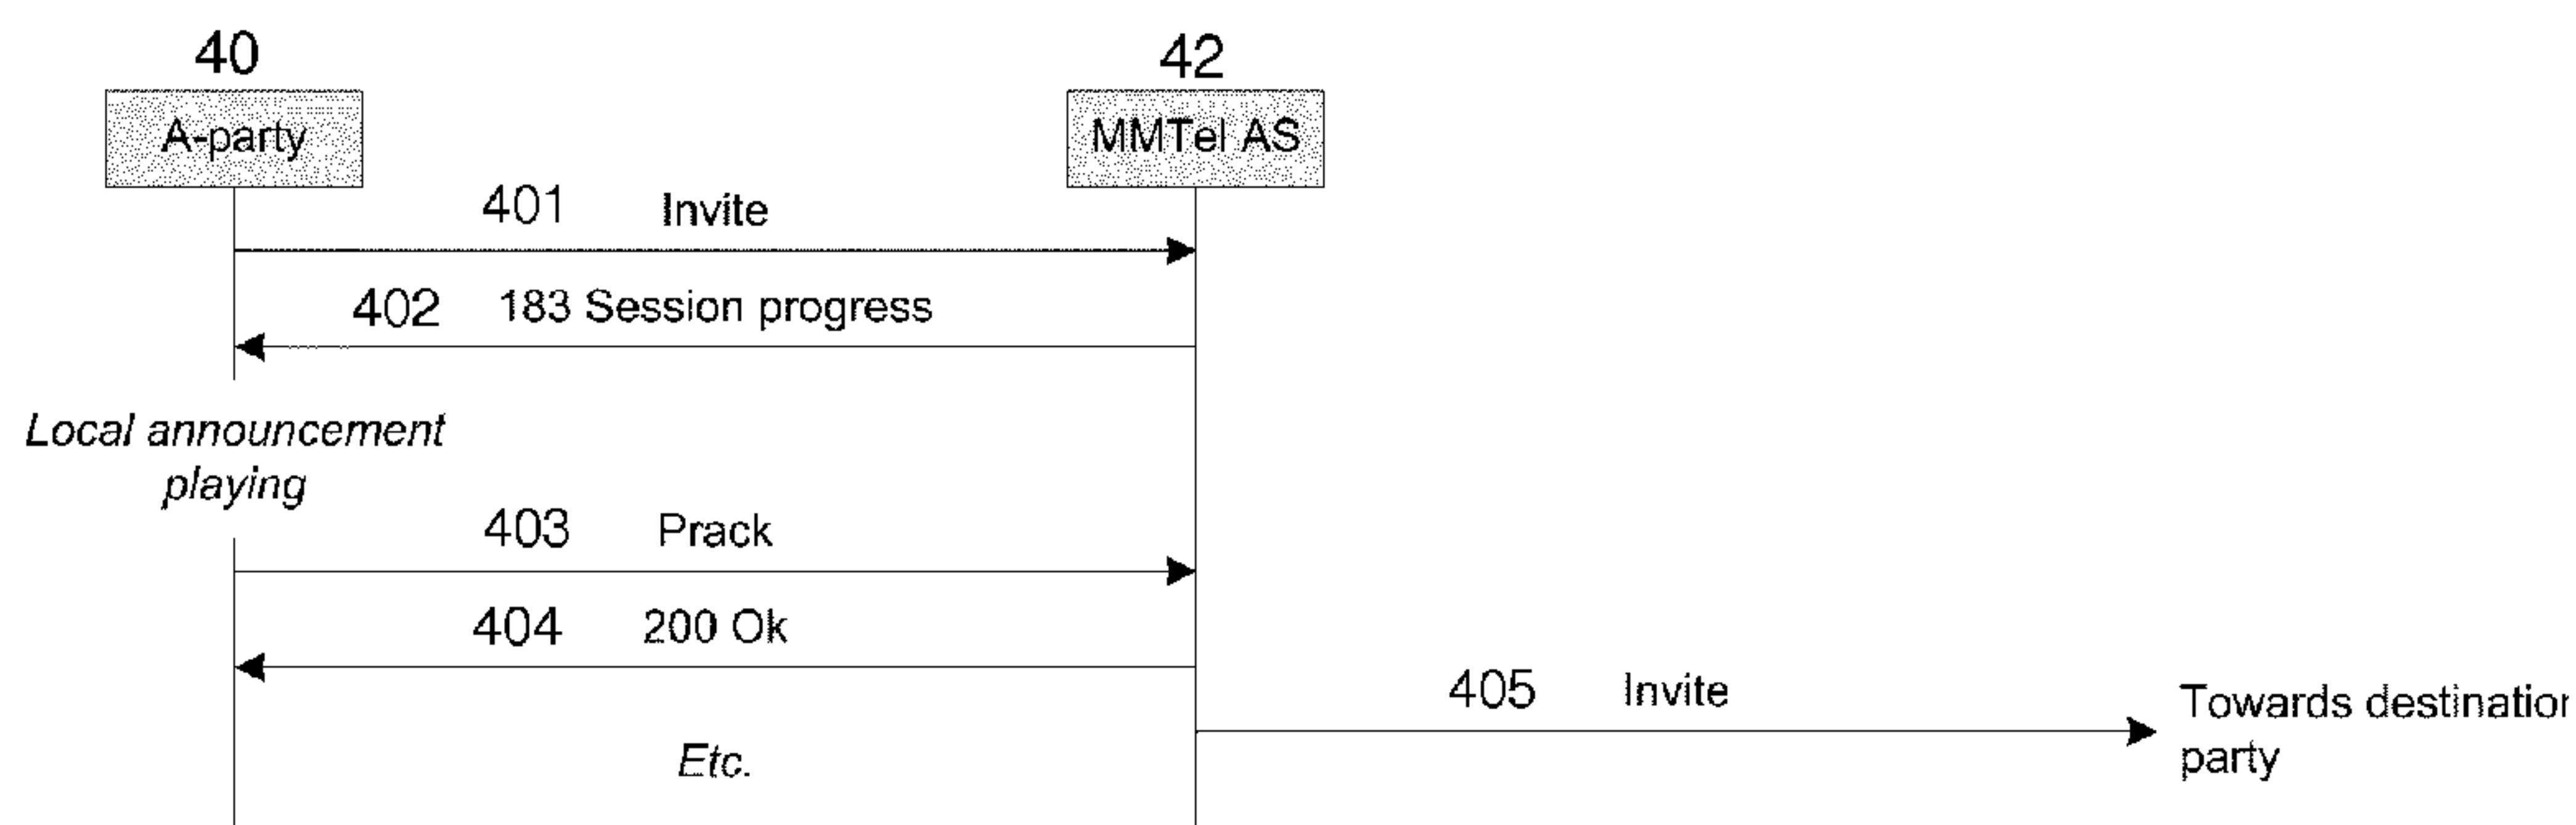 40
42
A-party
MMTel AS
401 Invite
402 183 Session progress
Local announcement
playing
403 Prack
404 200 Ok
405 Invite
Towards destination
party
Etc.